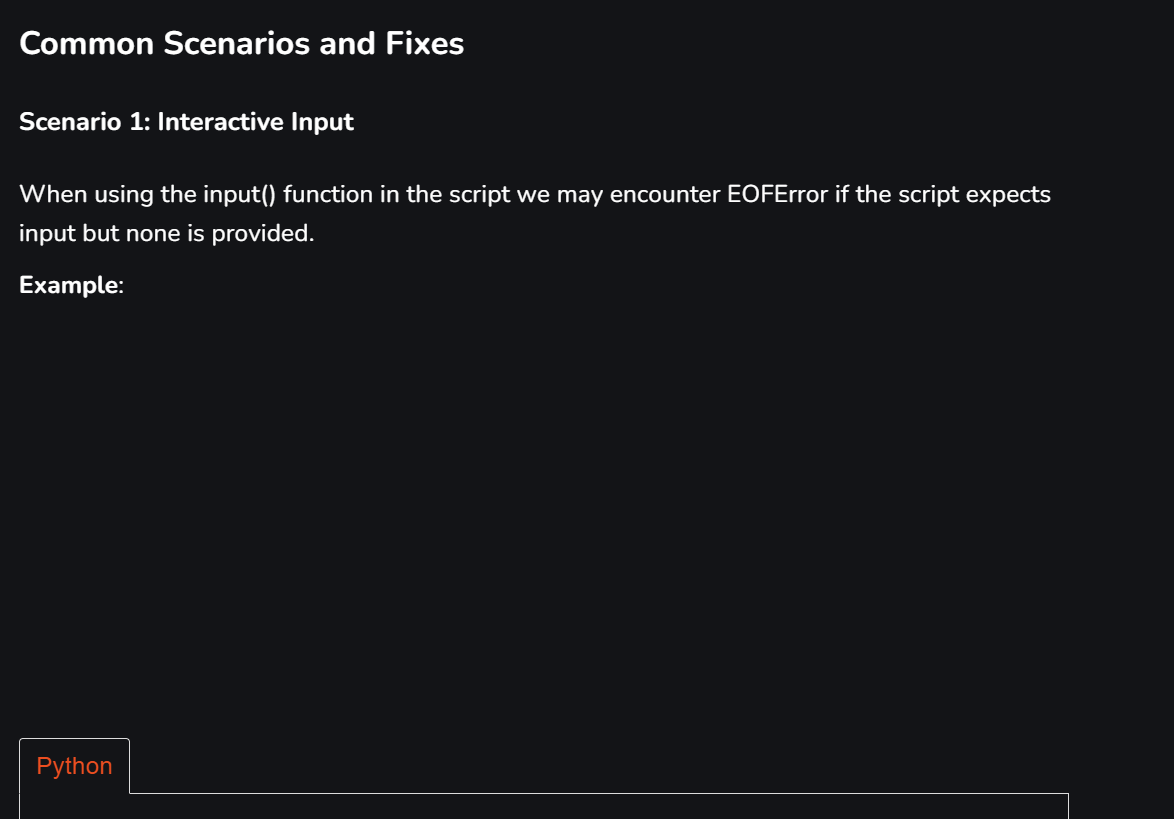 Common Scenarios and Fixes
Scenario 1: Interactive Input
When using the input() function in the script we may encounter EOFError if the script expects
input but none is provided.
Example:
Python